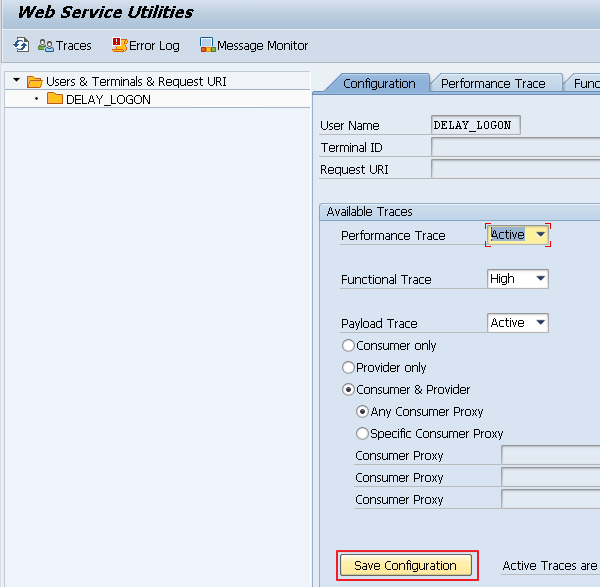 Web Service Utilities
Traces Error Log Message Monitor
Users & Terminals & Request URI
DELAY_LOGON
Configuration Performance Trace Func
User Name DELAY_LOGON
Terminal ID
Request URI
Available Traces
Performance Trace Active
Functional Trace High
Payload Trace Active
Consumer only
Provider only
Consumer & Provider
Any Consumer Proxy
Specific Consumer Proxy
Consumer Proxy
Consumer Proxy
Consumer Proxy
Save Configuration Active Traces are